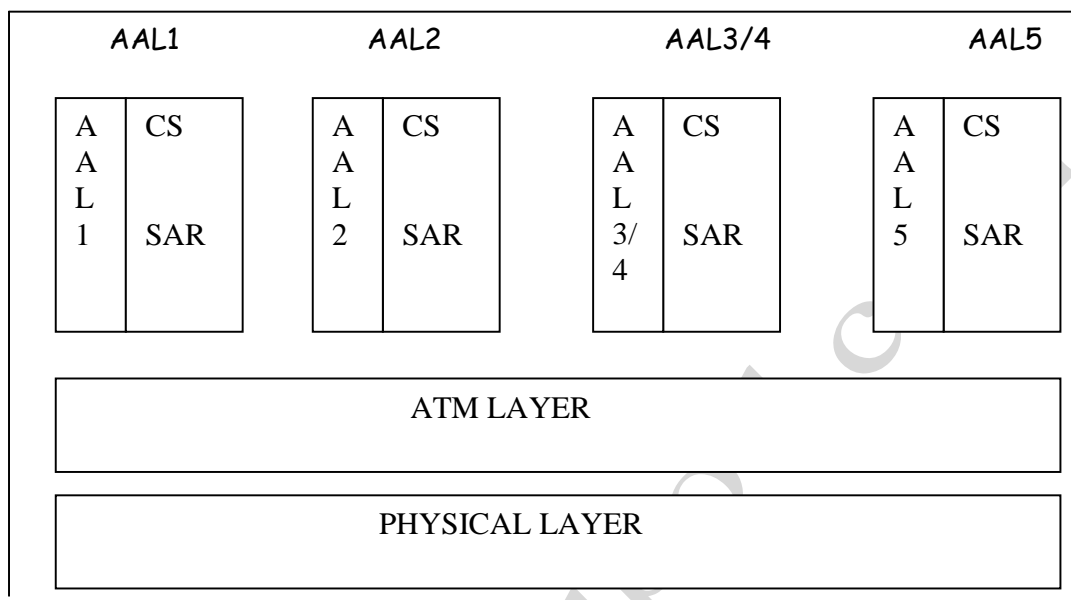 AAL1 AAL2 AAL3/4 AAL5
A CS A CS A CS A CS
A A A A
L L L L
1 SAR 2 SAR 3/ SAR 5 SAR
4
ATM LAYER
PHYSICAL LAYER